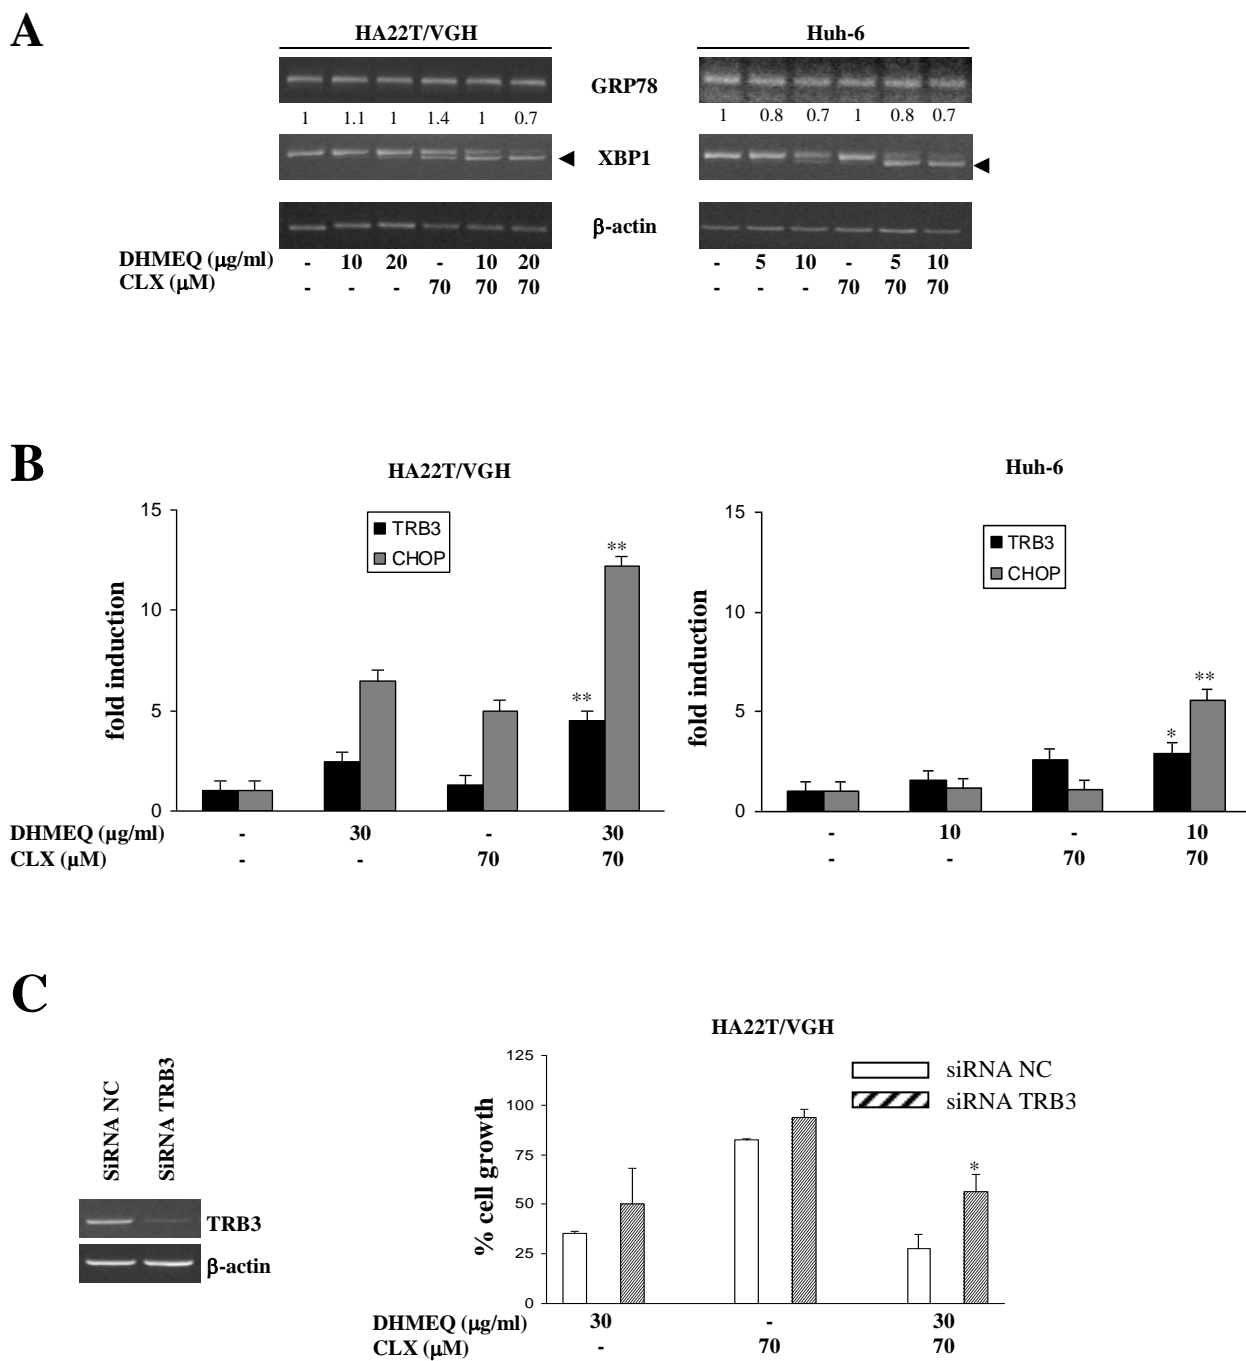 A
HA22T/VGH
Huh-6
GRP78
1 1.1 1 1.4 1 0.7
1 0.8 0.7 1 0.8 0.7
XBP1
β-actin
DHMEQ (μg/ml) - 10 20 - 10 20
- 5 10 - 5 10
CLX (μM) - - - 70 70 70
- - - 70 70 70
B
HA22T/VGH
Huh-6
15
10
5
0
fold induction
TRB3
CHOP
**
**
15
10
5
0
fold induction
TRB3
CHOP
*
**
DHMEQ (μg/ml) - 30 - 30
- 10 - 10
CLX (μM) - - 70 70
- - 70 70
C
SiRNA NC
SiRNA TRB3
TRB3
β-actin
HA22T/VGH
125
100
75
50
25
0
% cell growth
siRNA NC
siRNA TRB3
*
DHMEQ (μg/ml) 30 - 30
CLX (μM) - 70 70